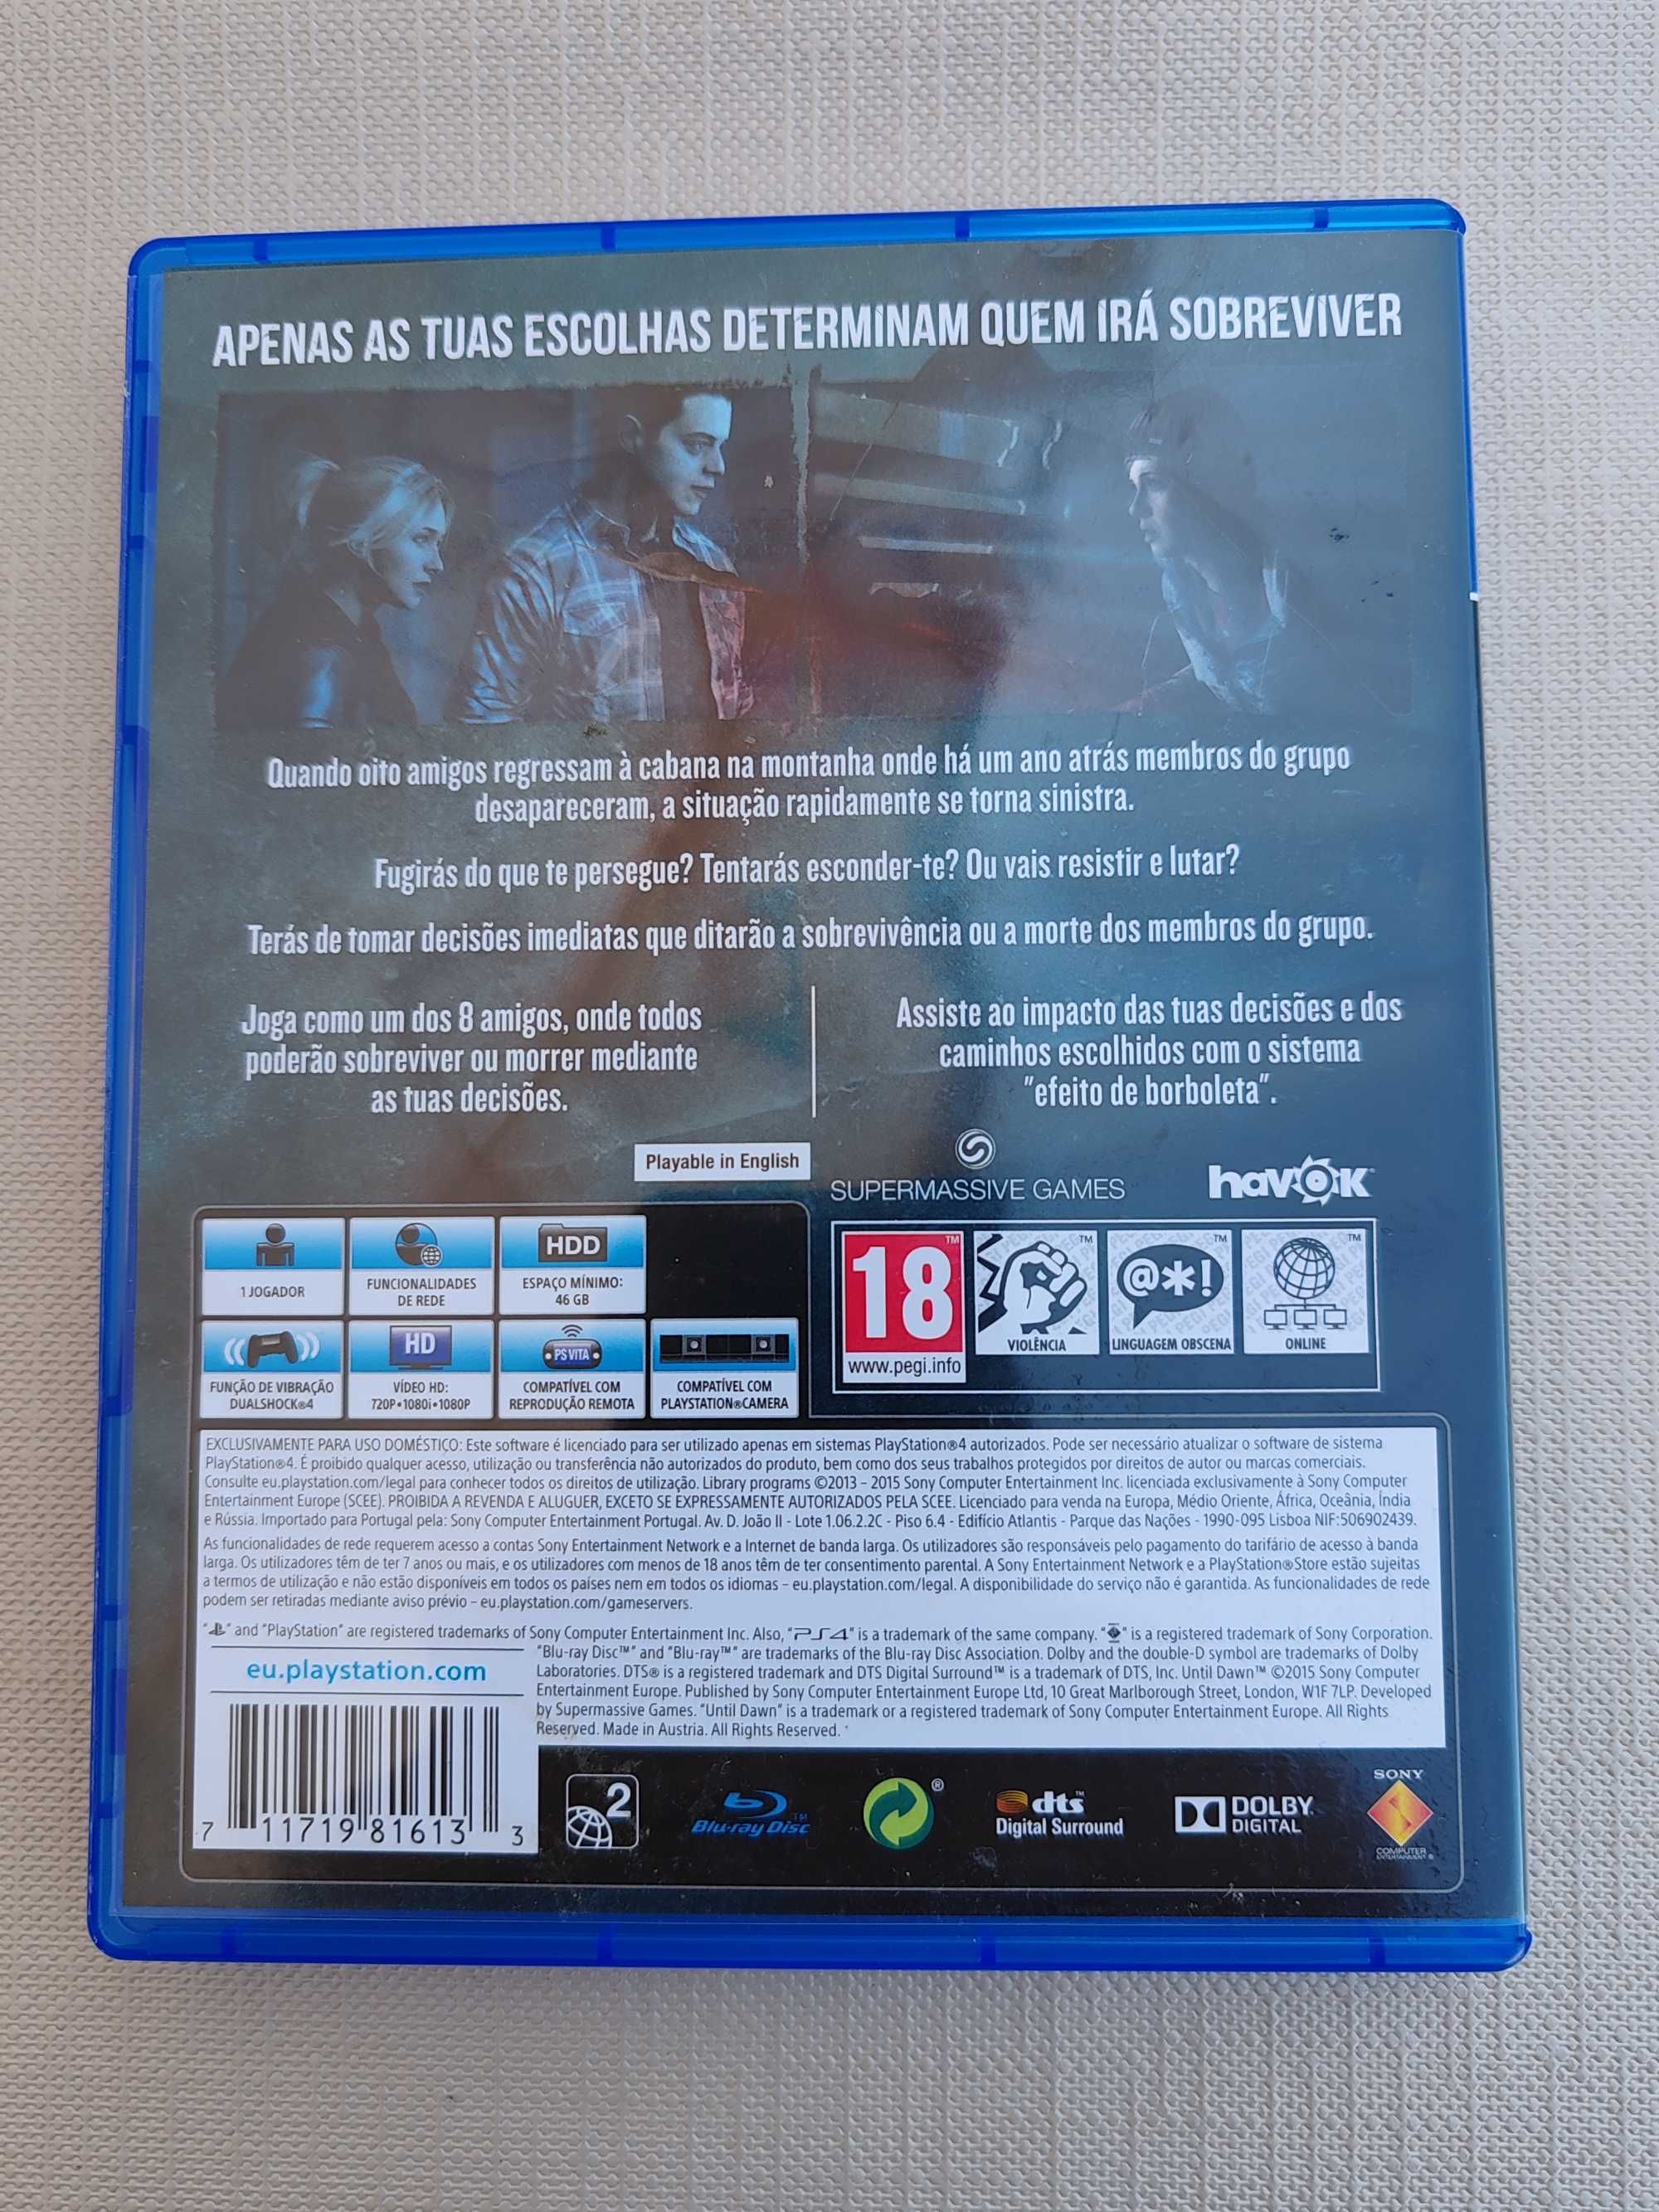 APENAS AS TUAS ESCOLHAS DETERMINAM QUEM IRÁ SOBREVIVER
Quando oito amigos regressam à cabana na montanha onde há um ano atrás membros do grupo
desapareceram, a situação rapidamente se torna sinistra.
Fugirás do que te persegue? Tentarás esconder-te? Ou vais resistir e lutar?
Terás de tomar decisões imediatas que ditarão a sobrevivência ou a morte dos membros do grupo.
Joga como um dos 8 amigos, onde todos
poderão sobreviver ou morrer mediante
as tuas decisões.
Assiste ao impacto das tuas decisões e dos
caminhos escolhidos com o sistema
"efeito de borboleta".
Playable in English
SUPERMASSIVE GAMES
havok™
1 JOGADOR
FUNCIONALIDADES
DE REDE
HDD
ESPAÇO MÍNIMO:
46 GB
FUNÇÃO DE VIBRAÇÃO
DUALSHOCK®4
HD
VÍDEO HD:
720P•1080i•1080P
PS VITA
COMPATÍVEL COM
REPRODUÇÃO REMOTA
COMPATÍVEL COM
PLAYSTATION®CAMERA
18™
www.pegi.info
™
VIOLÊNCIA
@*!™
LINGUAGEM OBSCENA
™
ONLINE
EXCLUSIVAMENTE PARA USO DOMÉSTICO: Este software é licenciado para ser utilizado apenas em sistemas PlayStation®4 autorizados. Pode ser necessário atualizar o software de sistema
PlayStation®4. É proibido qualquer acesso, utilização ou transferência não autorizados do produto, bem como dos seus trabalhos protegidos por direitos de autor ou marcas comerciais.
Consulte eu.playstation.com/legal para conhecer todos os direitos de utilização. Library programs ©2013 – 2015 Sony Computer Entertainment Inc. licenciada exclusivamente à Sony Computer
Entertainment Europe (SCEE). PROIBIDA A REVENDA E ALUGUER, EXCETO SE EXPRESSAMENTE AUTORIZADOS PELA SCEE. Licenciado para venda na Europa, Médio Oriente, África, Oceânia, Índia
e Rússia. Importado para Portugal pela: Sony Computer Entertainment Portugal. Av. D. João II - Lote 1.06.2.2C - Piso 6.4 - Edifício Atlantis - Parque das Nações - 1990-095 Lisboa NIF:506902439.
As funcionalidades de rede requerem acesso a contas Sony Entertainment Network e a Internet de banda larga. Os utilizadores são responsáveis pelo pagamento do tarifário de acesso à banda
larga. Os utilizadores têm de ter 7 anos ou mais, e os utilizadores com menos de 18 anos têm de ter consentimento parental. A Sony Entertainment Network e a PlayStation®Store estão sujeitas
a termos de utilização e não estão disponíveis em todos os países nem em todos os idiomas – eu.playstation.com/legal. A disponibilidade do serviço não é garantida. As funcionalidades de rede
podem ser retiradas mediante aviso prévio – eu.playstation.com/gameservers.
"" and "PlayStation" are registered trademarks of Sony Computer Entertainment Inc. Also, "PS4" is a trademark of the same company. "" is a registered trademark of Sony Corporation.
"Blu-ray Disc™" and "Blu-ray™" are trademarks of the Blu-ray Disc Association. Dolby and the double-D symbol are trademarks of Dolby
Laboratories. DTS® is a registered trademark and DTS Digital Surround™ is a trademark of DTS, Inc. Until Dawn™ ©2015 Sony Computer
Entertainment Europe. Published by Sony Computer Entertainment Europe Ltd, 10 Great Marlborough Street, London, W1F 7LP. Developed
by Supermassive Games. "Until Dawn" is a trademark or a registered trademark of Sony Computer Entertainment Europe. All Rights
Reserved. Made in Austria. All Rights Reserved.
eu.playstation.com
7 11719 81613 3
2
Blu-ray Disc™
®
dts™
Digital Surround
DOLBY
DIGITAL
SONY
COMPUTER
ENTERTAINMENT®